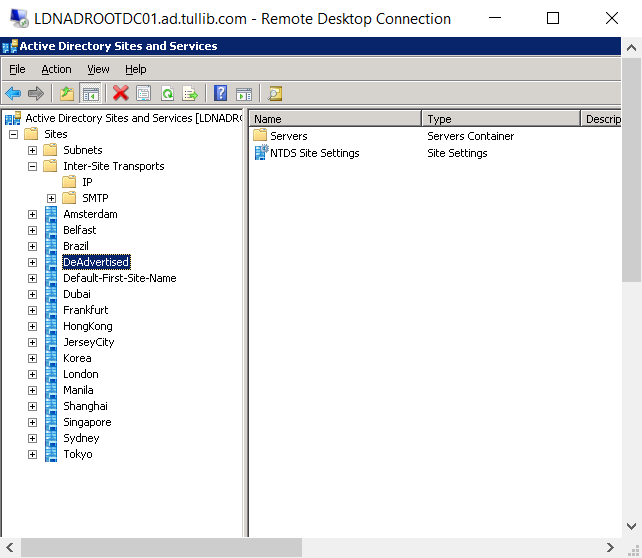 LDNADROOTDC01.ad.tullib.com - Remote Desktop Connection
Active Directory Sites and Services
File Action View Help
Active Directory Sites and Services [LDNADRO
Sites
Subnets
Inter-Site Transports
IP
SMTP
Amsterdam
Belfast
Brazil
DeAdvertised
Default-First-Site-Name
Dubai
Frankfurt
HongKong
JerseyCity
Korea
London
Manila
Shanghai
Singapore
Sydney
Tokyo
Name Type Descrip
Servers Servers Container
NTDS Site Settings Site Settings